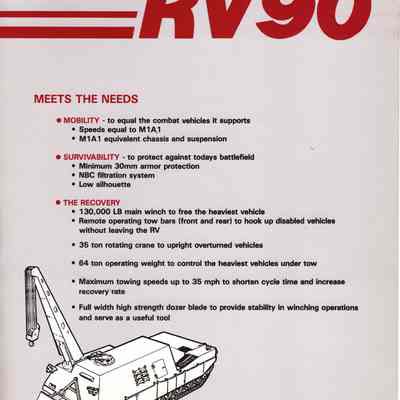 RV90
MEETS THE NEEDS
● MOBILITY - to equal the combat vehicles it supports
• Speeds equal to M1A1
• M1A1 equivalent chassis and suspension
● SURVIVABILITY - to protect against todays battlefield
• Minimum 30mm armor protection
• NBC filtration system
• Low silhouette
● THE RECOVERY
• 130,000 LB main winch to free the heaviest vehicle
• Remote operating tow bars (front and rear) to hook up disabled vehicles
without leaving the RV
• 35 ton rotating crane to upright overturned vehicles
• 64 ton operating weight to control the heaviest vehicles under tow
• Maximum towing speeds up to 35 mph to shorten cycle time and increase
recovery rate
• Full width high strength dozer blade to provide stability in winching operations
and serve as a useful tool